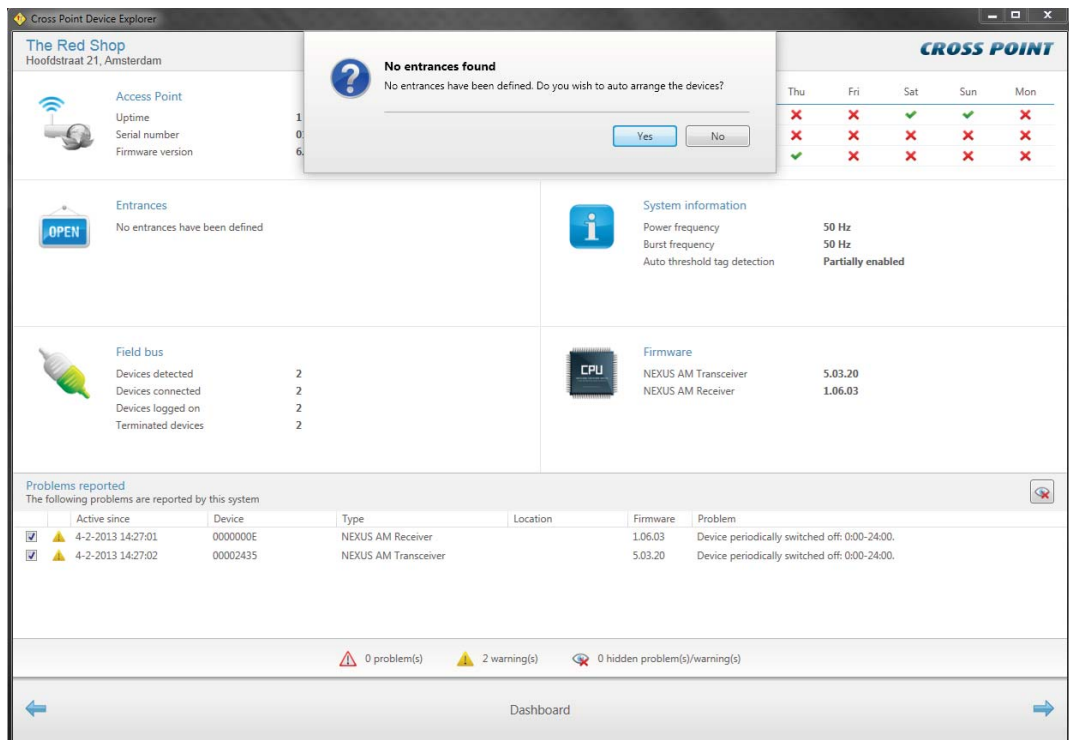 Cross Point Device Explorer
The Red Shop
Hoofdstraat 21, Amsterdam
CROSS POINT
No entrances found
No entrances have been defined. Do you wish to auto arrange the devices?
Yes No
Thu Fri Sat Sun Mon
Access Point
Uptime 1
Serial number 0
Firmware version 6.
Entrances
OPEN
No entrances have been defined
System information
Power frequency 50 Hz
Burst frequency 50 Hz
Auto threshold tag detection Partially enabled
Field bus
Devices detected 2
Devices connected 2
Devices logged on 2
Terminated devices 2
Firmware
CPU
NEXUS AM Transceiver 5.03.20
NEXUS AM Receiver 1.06.03
Problems reported
The following problems are reported by this system
Active since Device Type Location Firmware Problem
4-2-2013 14:27:01 0000000E NEXUS AM Receiver 1.06.03 Device periodically switched off: 0:00-24:00.
4-2-2013 14:27:02 00002435 NEXUS AM Transceiver 5.03.20 Device periodically switched off: 0:00-24:00.
0 problem(s) 2 warning(s) 0 hidden problem(s)/warning(s)
Dashboard